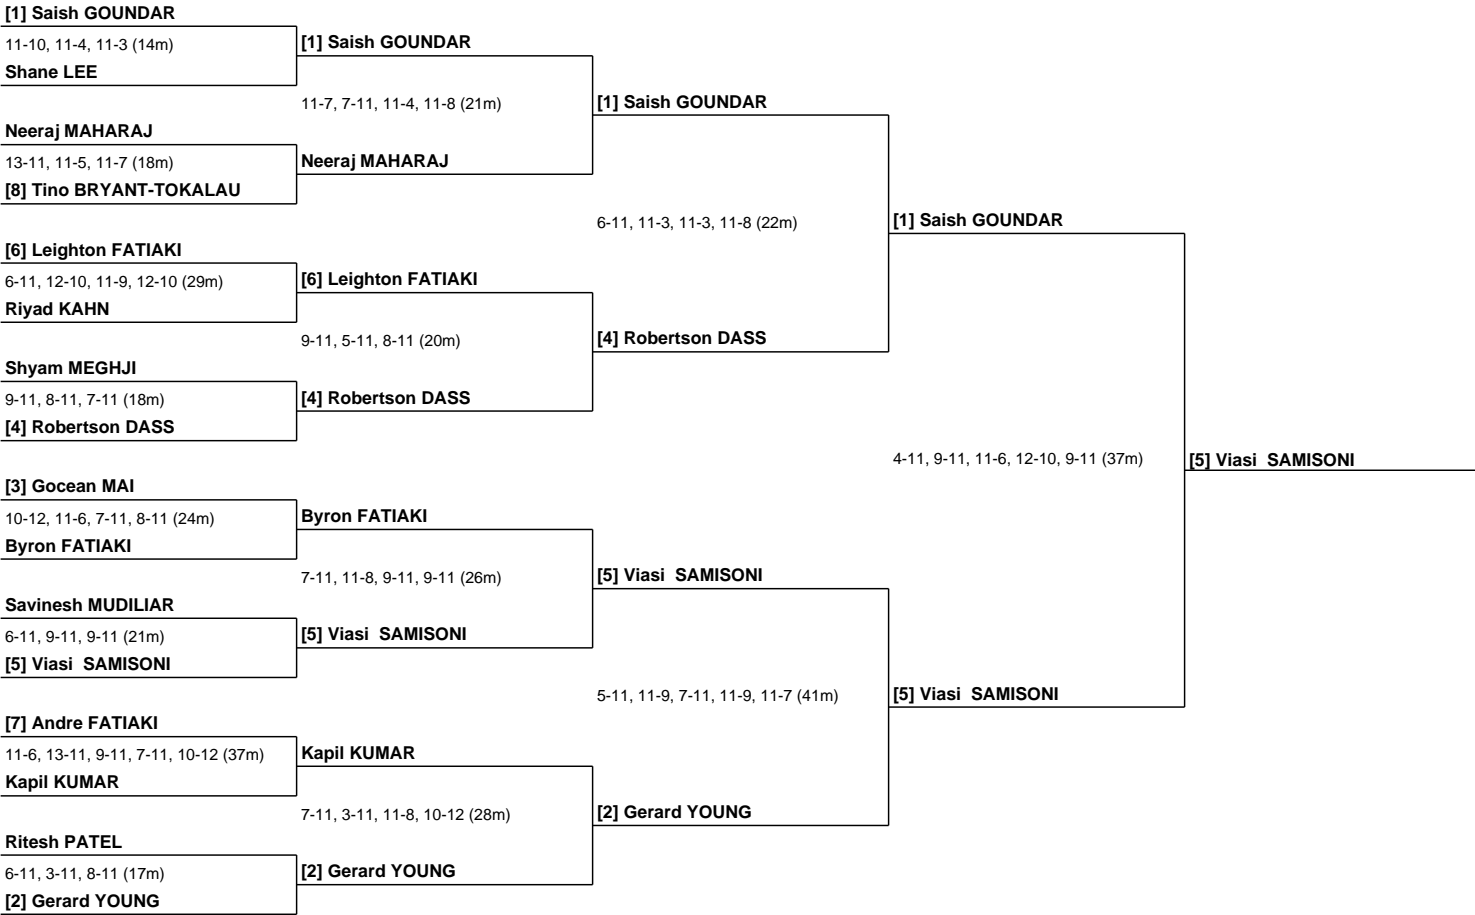 [1] Saish GOUNDAR
11-10, 11-4, 11-3 (14m)
Shane LEE
Neeraj MAHARAJ
13-11, 11-5, 11-7 (18m)
[8] Tino BRYANT-TOKALAU
[6] Leighton FATIAKI
6-11, 12-10, 11-9, 12-10 (29m)
Riyad KAHN
Shyam MEGHJI
9-11, 8-11, 7-11 (18m)
[4] Robertson DASS
[3] Gocean MAI
10-12, 11-6, 7-11, 8-11 (24m)
Byron FATIAKI
Savinesh MUDILIAR
6-11, 9-11, 9-11 (21m)
[5] Viasi  SAMISONI
[7] Andre FATIAKI
11-6, 13-11, 9-11, 7-11, 10-12 (37m)
Kapil KUMAR
Ritesh PATEL
6-11, 3-11, 8-11 (17m)
[2] Gerard YOUNG
[1] Saish GOUNDAR
11-7, 7-11, 11-4, 11-8 (21m)
Neeraj MAHARAJ
[6] Leighton FATIAKI
9-11, 5-11, 8-11 (20m)
[4] Robertson DASS
Byron FATIAKI
7-11, 11-8, 9-11, 9-11 (26m)
[5] Viasi  SAMISONI
Kapil KUMAR
7-11, 3-11, 11-8, 10-12 (28m)
[2] Gerard YOUNG
[1] Saish GOUNDAR
6-11, 11-3, 11-3, 11-8 (22m)
[4] Robertson DASS
[5] Viasi  SAMISONI
5-11, 11-9, 7-11, 11-9, 11-7 (41m)
[2] Gerard YOUNG
[1] Saish GOUNDAR
4-11, 9-11, 11-6, 12-10, 9-11 (37m)
[5] Viasi  SAMISONI
[5] Viasi  SAMISONI